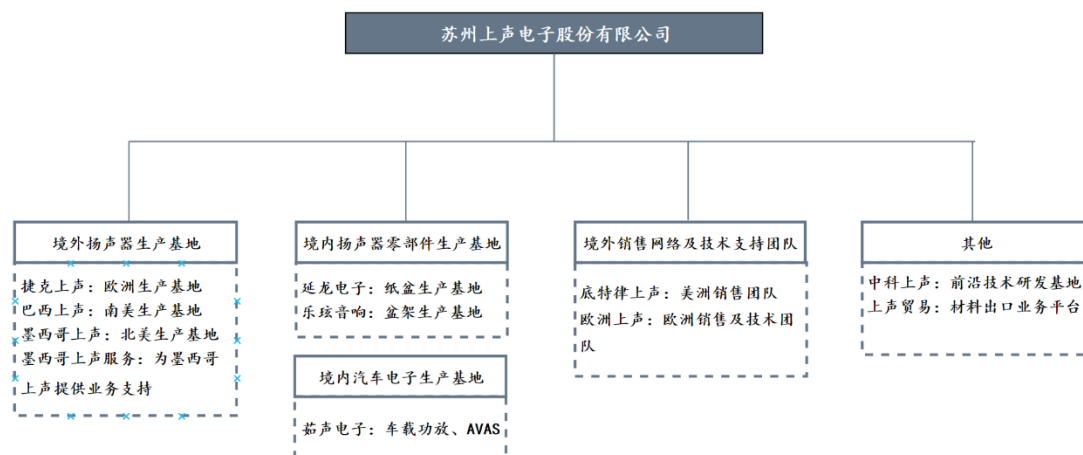 苏州上声电子股份有限公司
境外扬声器生产基地
捷克上声：欧洲生产基地
巴西上声：南美生产基地
墨西哥上声：北美生产基地
墨西哥上声服务：为墨西哥
上声提供业务支持
境内扬声器零部件生产基地
延龙电子：纸盆生产基地
乐玹音响：盆架生产基地
境内汽车电子生产基地
茹声电子：车载功放、AVAS
境外销售网络及技术支持团队
底特律上声：美洲销售团队
欧洲上声：欧洲销售及技术团
队
其他
中科上声：前沿技术研发基地
上声贸易：材料出口业务平台